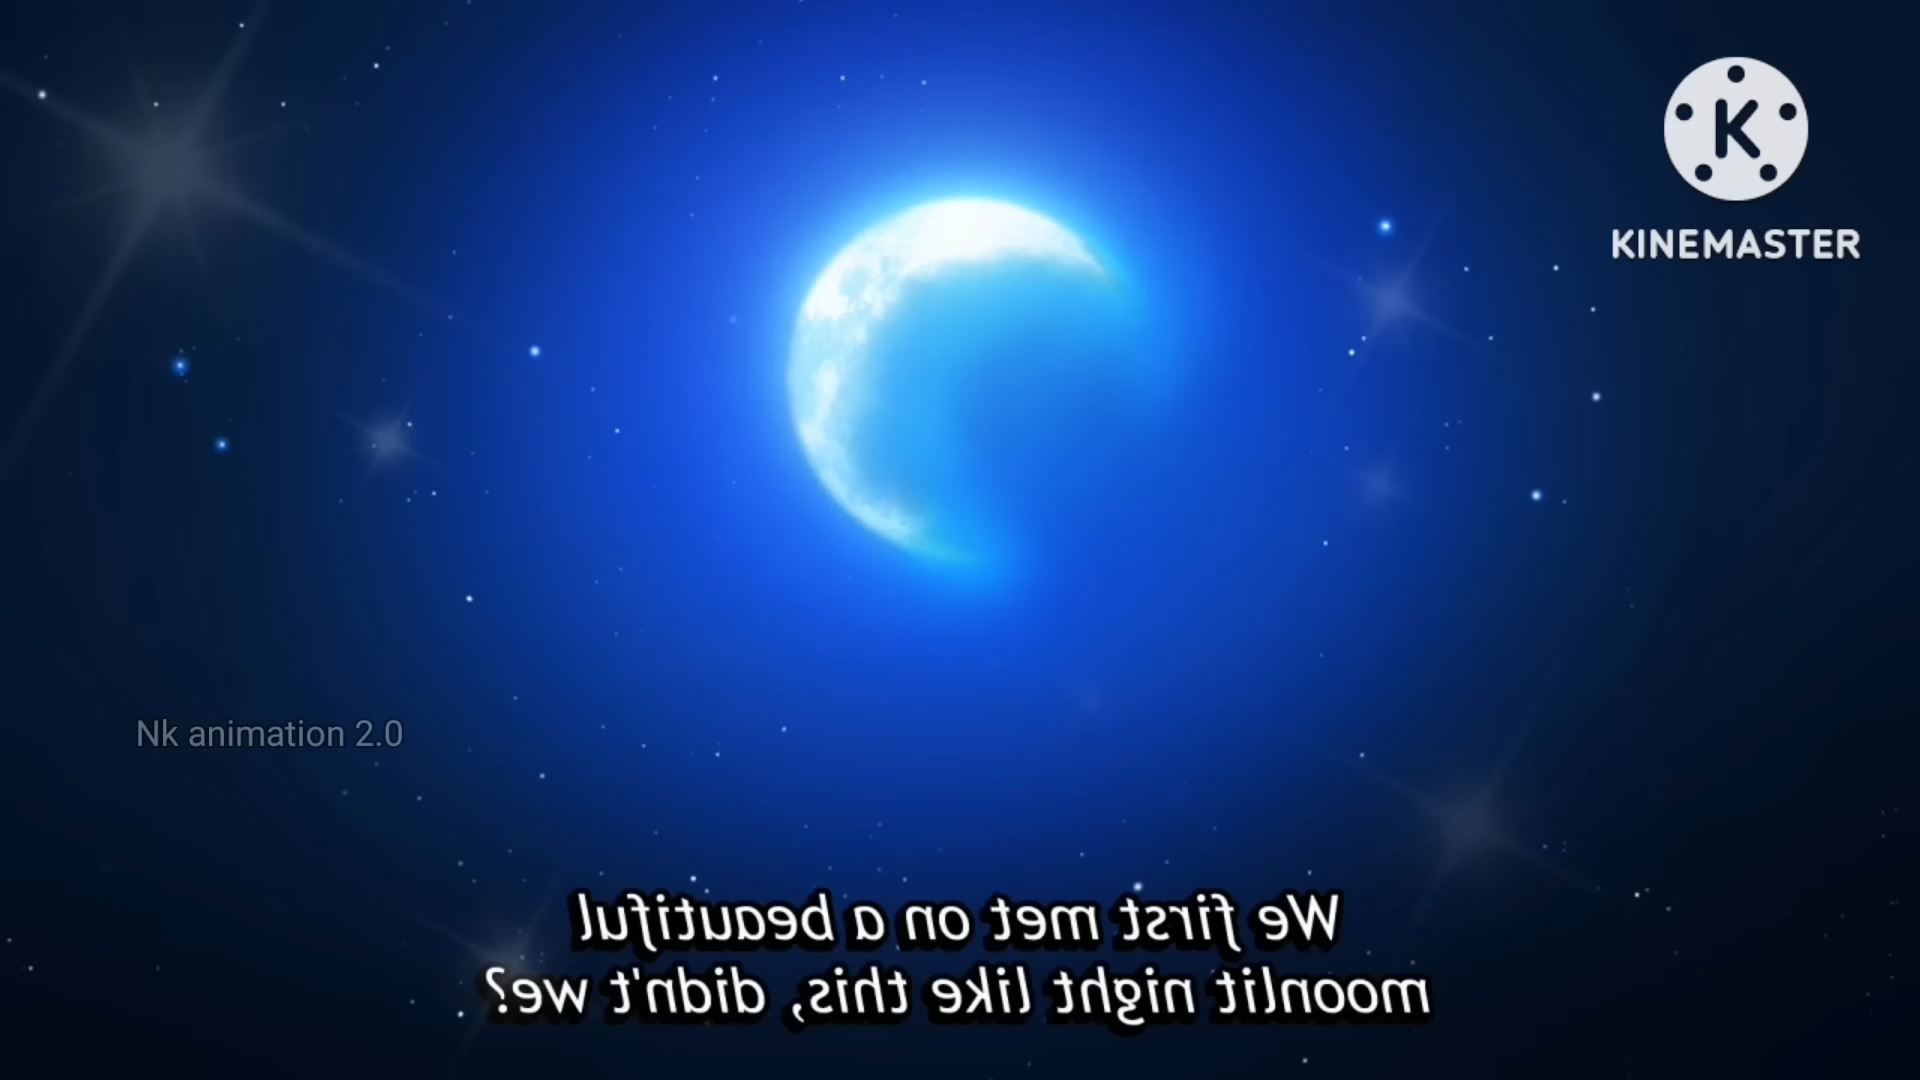 K
KINEMASTER
Nk animation 2.0
We first met on a beautiful
moonlit night like this, didn't we?